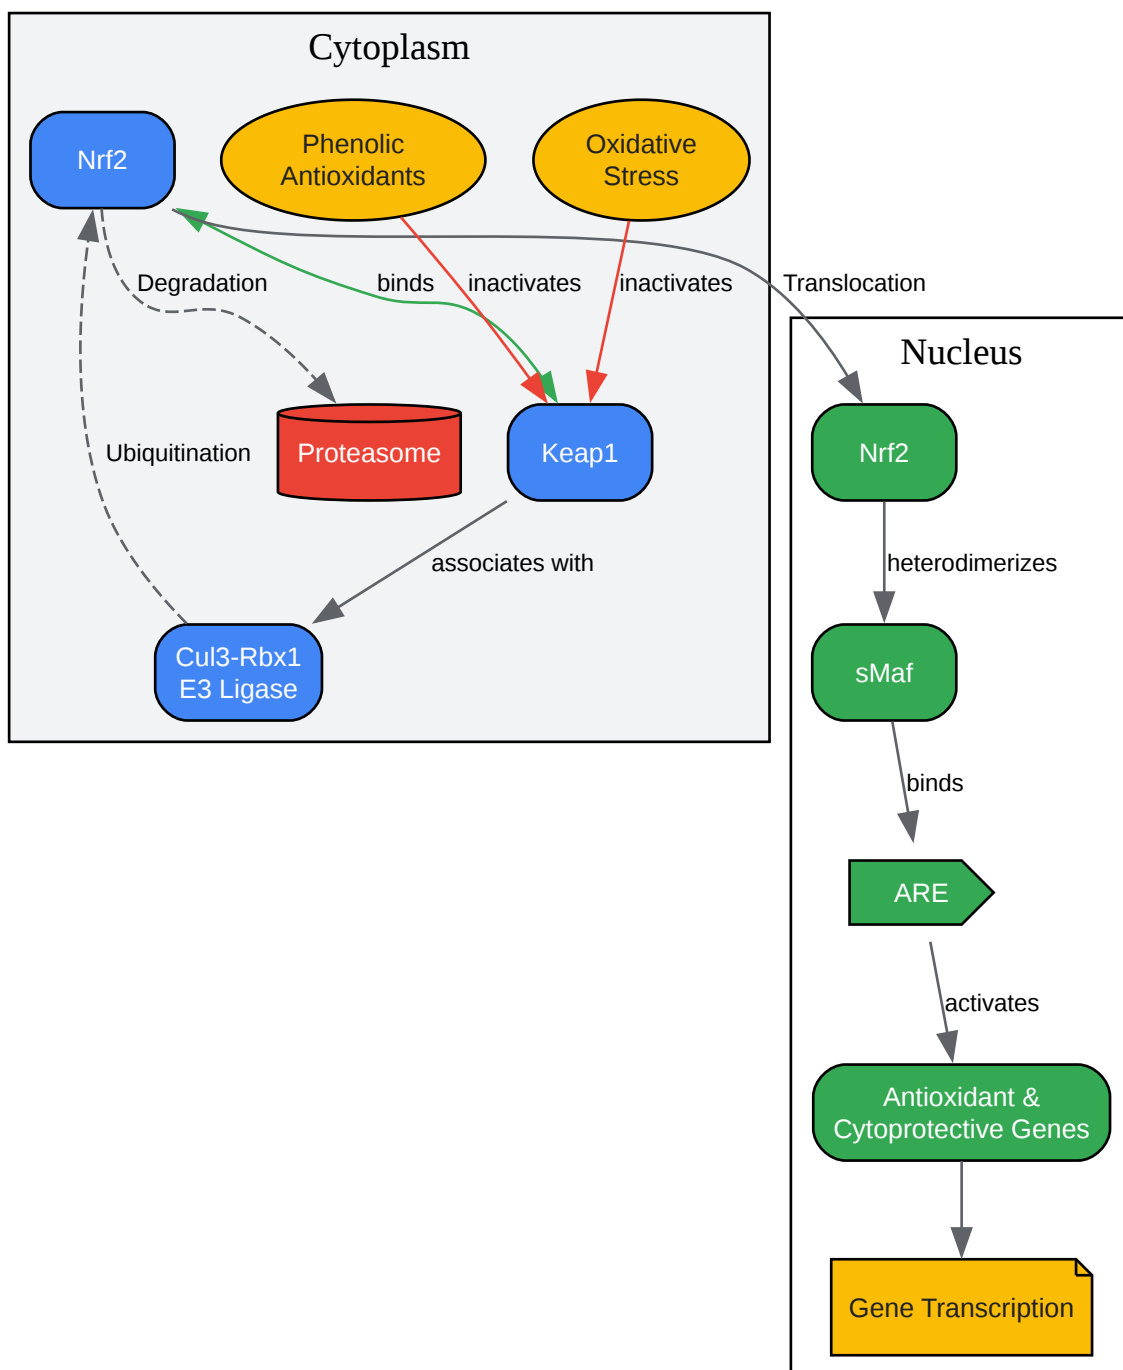 Cytoplasm
Nrf2
Phenolic
Antioxidants
Oxidative
Stress
Degradation
binds
inactivates
inactivates
Translocation
Nucleus
Ubiquitination
Proteasome
Keap1
Nrf2
associates with
heterodimerizes
Cul3-Rbx1
E3 Ligase
sMaf
binds
ARE
activates
Antioxidant &
Cytoprotective Genes
Gene Transcription